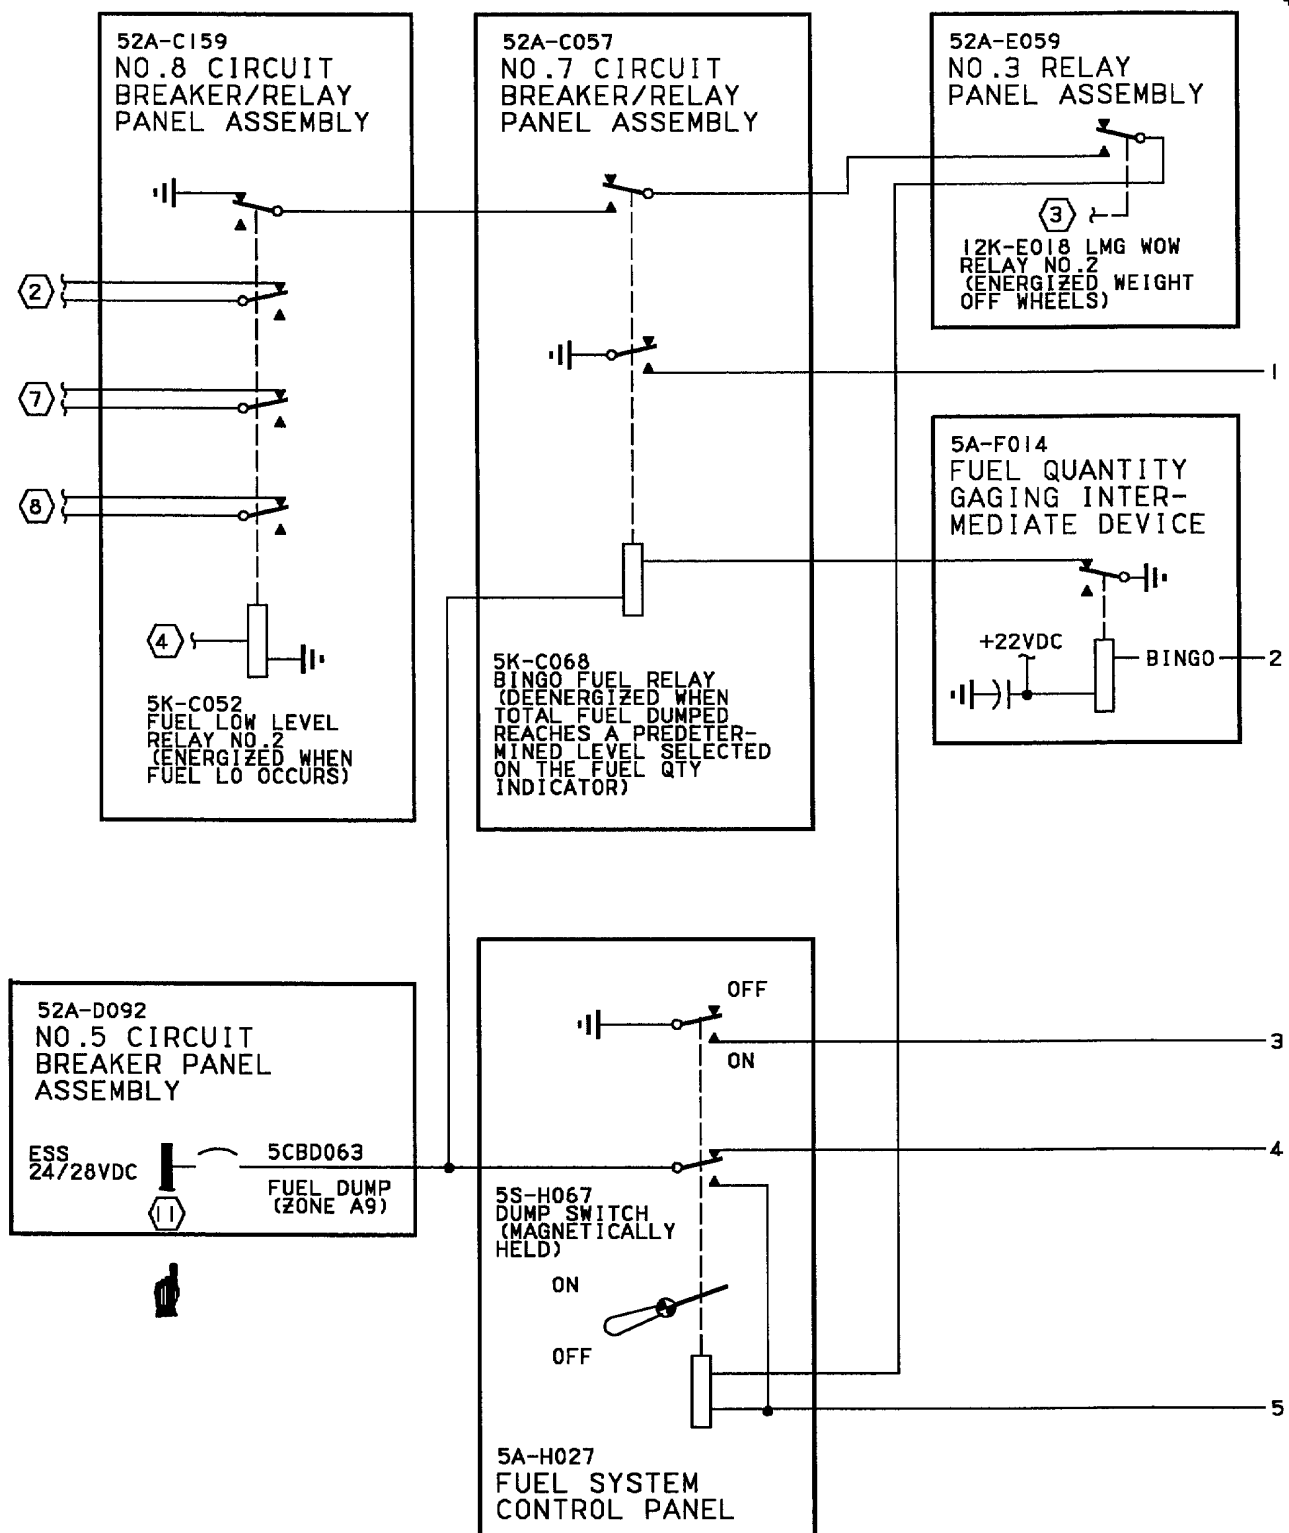 52A-C159
NO.8 CIRCUIT
BREAKER/RELAY
PANEL ASSEMBLY
2
7
8
4
5K-C052
FUEL LOW LEVEL
RELAY NO.2
(ENERGIZED WHEN
FUEL LO OCCURS)
52A-C057
NO.7 CIRCUIT
BREAKER/RELAY
PANEL ASSEMBLY
5K-C068
BINGO FUEL RELAY
(DEENERGIZED WHEN
TOTAL FUEL DUMPED
REACHES A PREDETER-
MINED LEVEL SELECTED
ON THE FUEL QTY
INDICATOR)
52A-E059
NO.3 RELAY
PANEL ASSEMBLY
3
12K-E018 LMG WOW
RELAY NO.2
(ENERGIZED WEIGHT
OFF WHEELS)
1
5A-F014
FUEL QUANTITY
GAGING INTER-
MEDIATE DEVICE
+22VDC
BINGO 2
52A-D092
NO.5 CIRCUIT
BREAKER PANEL
ASSEMBLY
ESS
24/28VDC
11
5CBD063
FUEL DUMP
(ZONE A9)
OFF
ON
3
4
5S-H067
DUMP SWITCH
(MAGNETICALLY
HELD)
ON
OFF
5
5A-H027
FUEL SYSTEM
CONTROL PANEL